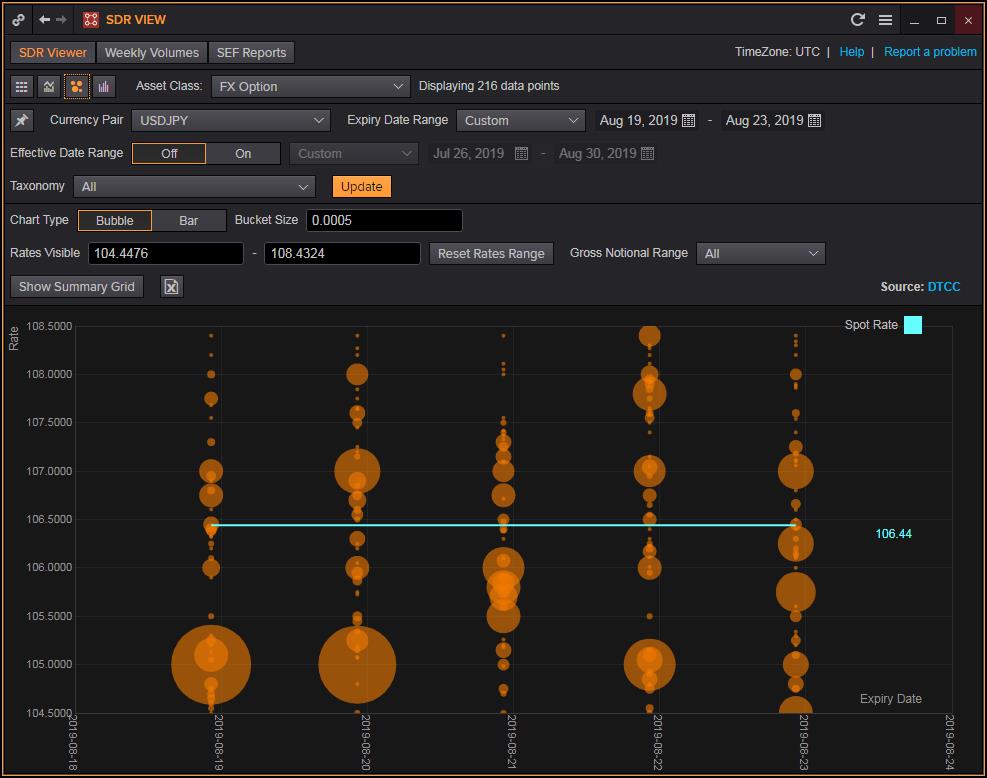 SDR VIEW
SDR Viewer Weekly Volumes SEF Reports TimeZone: UTC | Help | Report a problem
Asset Class: FX Option Displaying 216 data points
Currency Pair USDJPY Expiry Date Range Custom Aug 19, 2019 - Aug 23, 2019
Effective Date Range Off On Custom Jul 26, 2019 - Aug 30, 2019
Taxonomy All Update
Chart Type Bubble Bar Bucket Size 0.0005
Rates Visible 104.4476 - 108.4324 Reset Rates Range Gross Notional Range All
Show Summary Grid Source: DTCC
Rate
Spot Rate
108.5000
108.0000
107.5000
107.0000
106.5000
106.44
106.0000
105.5000
105.0000
104.5000
Expiry Date
2019-08-18
2019-08-19
2019-08-20
2019-08-21
2019-08-22
2019-08-23
2019-08-24